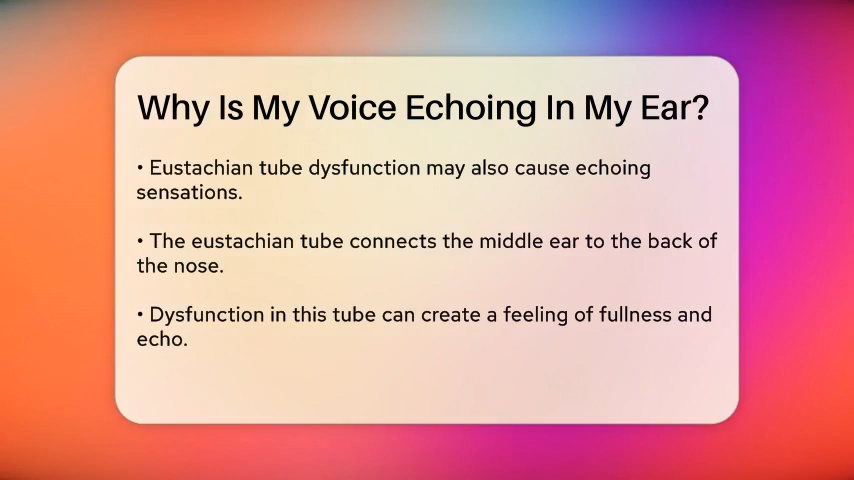 Why Is My Voice Echoing In My Ear?
• Eustachian tube dysfunction may also cause echoing
sensations.
• The eustachian tube connects the middle ear to the back of
the nose.
• Dysfunction in this tube can create a feeling of fullness and
echo.